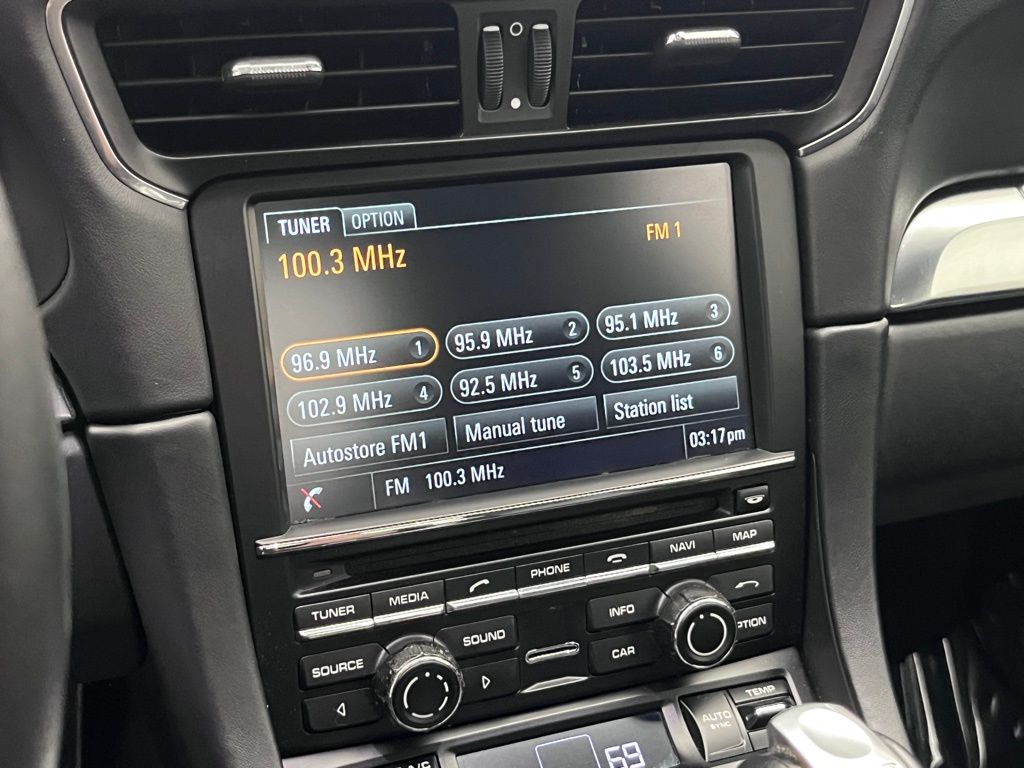 TUNER OPTION
100.3 MHz FM 1
96.9 MHz 1 95.9 MHz 2 95.1 MHz 3
102.9 MHz 4 92.5 MHz 5 103.5 MHz 6
Autostore FM1 Manual tune Station list
FM 100.3 MHz 03:17pm
TUNER MEDIA PHONE NAVI MAP
SOURCE SOUND INFO CAR PTION
AUTO SYNC TEMP
69
A/C